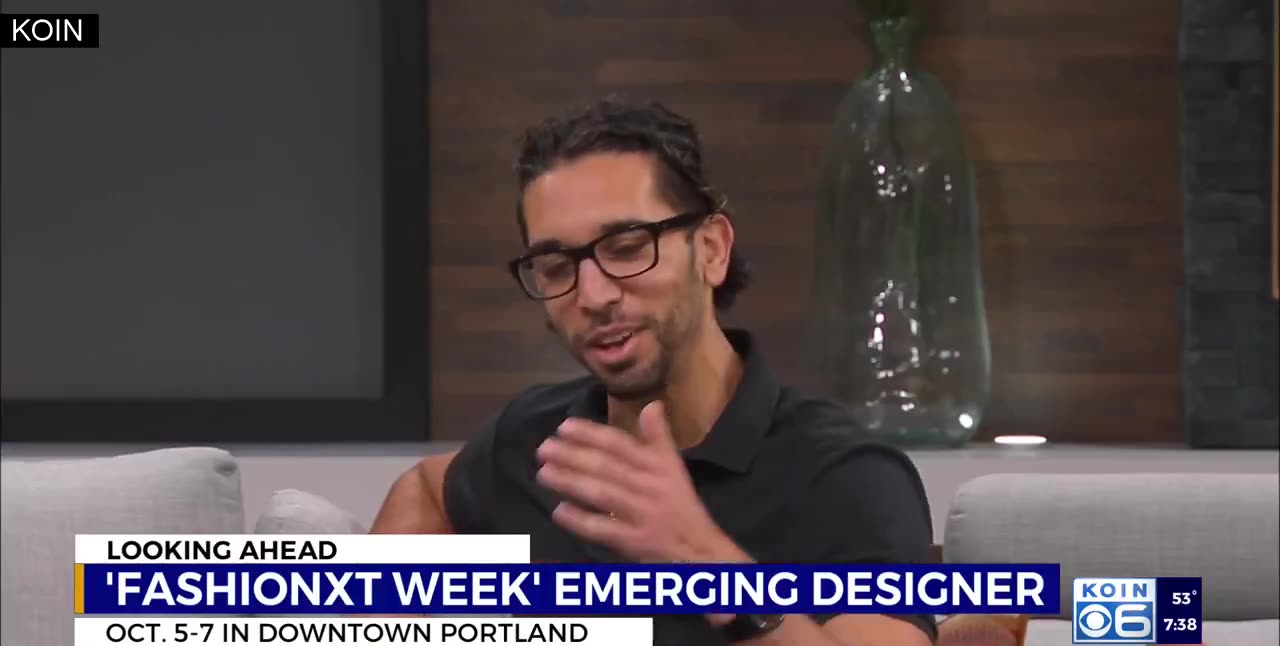 KOIN
LOOKING AHEAD
'FASHIONXT WEEK' EMERGING DESIGNER
OCT. 5-7 IN DOWNTOWN PORTLAND
KOIN
6
53°
7:38